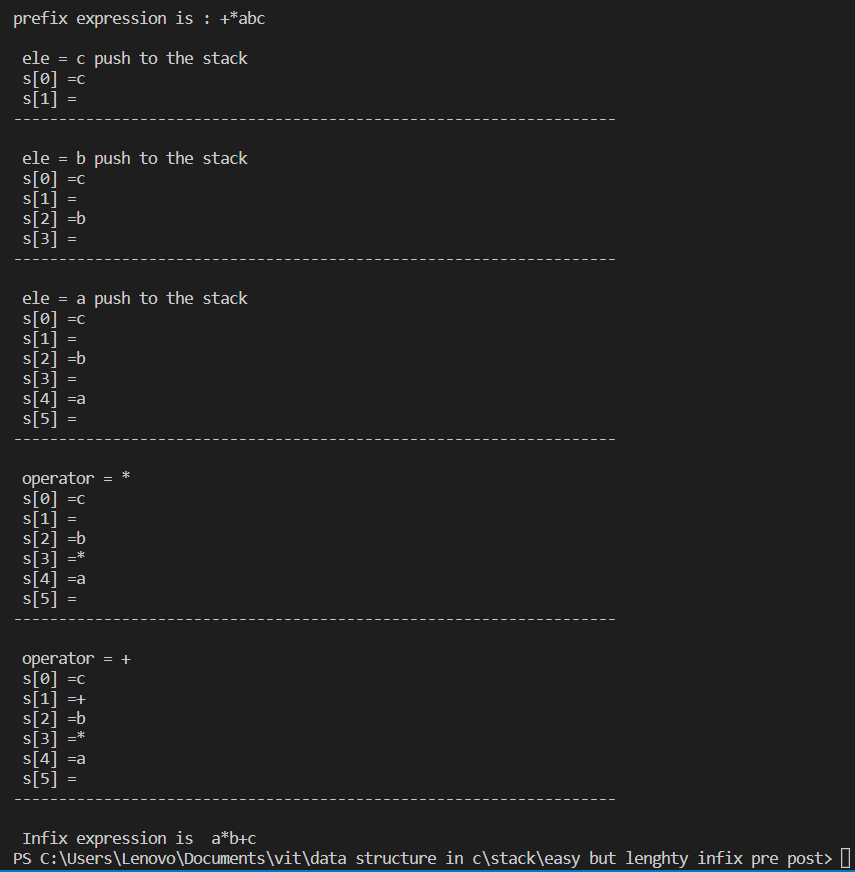 prefix expression is : +*abc
ele = c push to the stack
s[0] =c
s[1] =
-------------------------------------------------------------------
ele = b push to the stack
s[0] =c
s[1] =
s[2] =b
s[3] =
-------------------------------------------------------------------
ele = a push to the stack
s[0] =c
s[1] =
s[2] =b
s[3] =
s[4] =a
s[5] =
-------------------------------------------------------------------
operator = *
s[0] =c
s[1] =
s[2] =b
s[3] =*
s[4] =a
s[5] =
-------------------------------------------------------------------
operator = +
s[0] =c
s[1] =+
s[2] =b
s[3] =*
s[4] =a
s[5] =
-------------------------------------------------------------------
Infix expression is  a*b+c
PS C:\Users\Lenovo\Documents\vit\data structure in c\stack\easy but lenghty infix pre post>